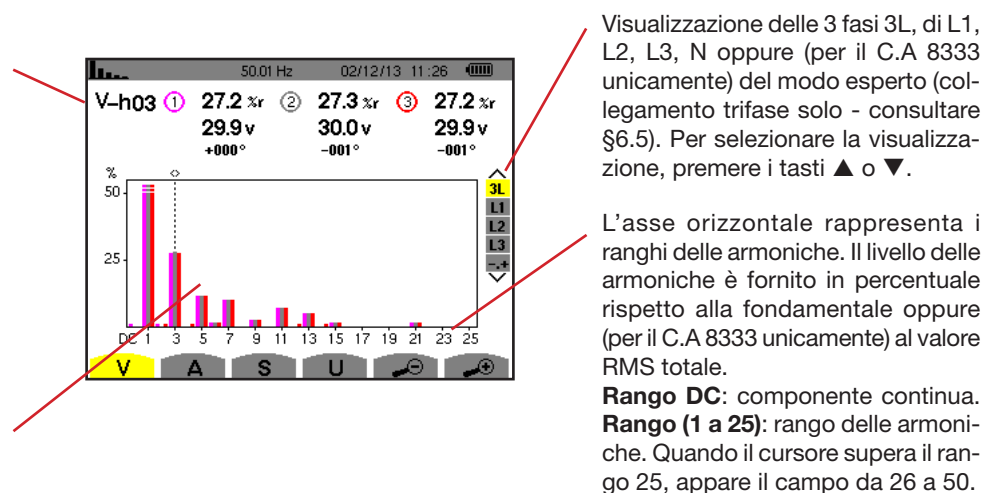 50.01 Hz 02/12/13 11:26
V–h03 1 27.2 %r 2 27.3 %r 3 27.2 %r
29.9 v 30.0 v 29.9 v
+000° –001° –001°
%
50
25
DC 1 3 5 7 9 11 13 15 17 19 21 23 25
3L
L1
L2
L3
–.+
V A S U
Visualizzazione delle 3 fasi 3L, di L1,
L2, L3, N oppure (per il C.A 8333
unicamente) del modo esperto (col-
legamento trifase solo - consultare
§6.5). Per selezionare la visualizza-
zione, premere i tasti ▲ o ▼.
L'asse orizzontale rappresenta i
ranghi delle armoniche. Il livello delle
armoniche è fornito in percentuale
rispetto alla fondamentale oppure
(per il C.A 8333 unicamente) al valore
RMS totale.
Rango DC: componente continua.
Rango (1 a 25): rango delle armoni-
che. Quando il cursore supera il ran-
go 25, appare il campo da 26 a 50.